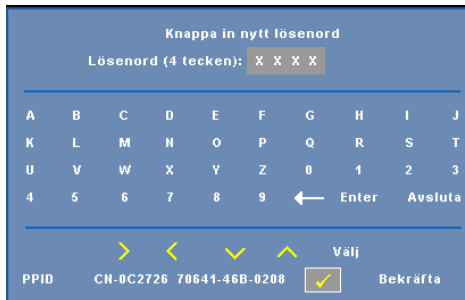 Knappa in nytt lösenord
Lösenord (4 tecken): X X X X
A B C D E F G H I J
K L M N O P Q R S T
U V W X Y Z 0 1 2 3
4 5 6 7 8 9 ← Enter Avsluta
Välj
PPID CN-0C2726 70641-46B-0208 ✓ Bekräfta